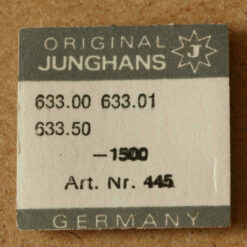 ORIGINAL
JUNGHANS J
633.00 633.01
633.50
-1500
Art. Nr. 445
GERMANY